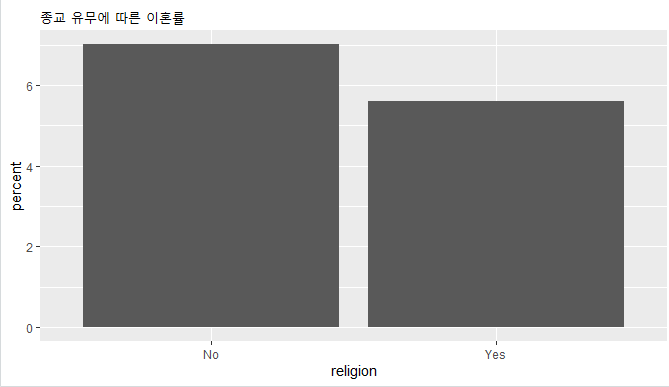 종교 유무에 따른 이혼률
percent
6
4
2
0
No
Yes
religion